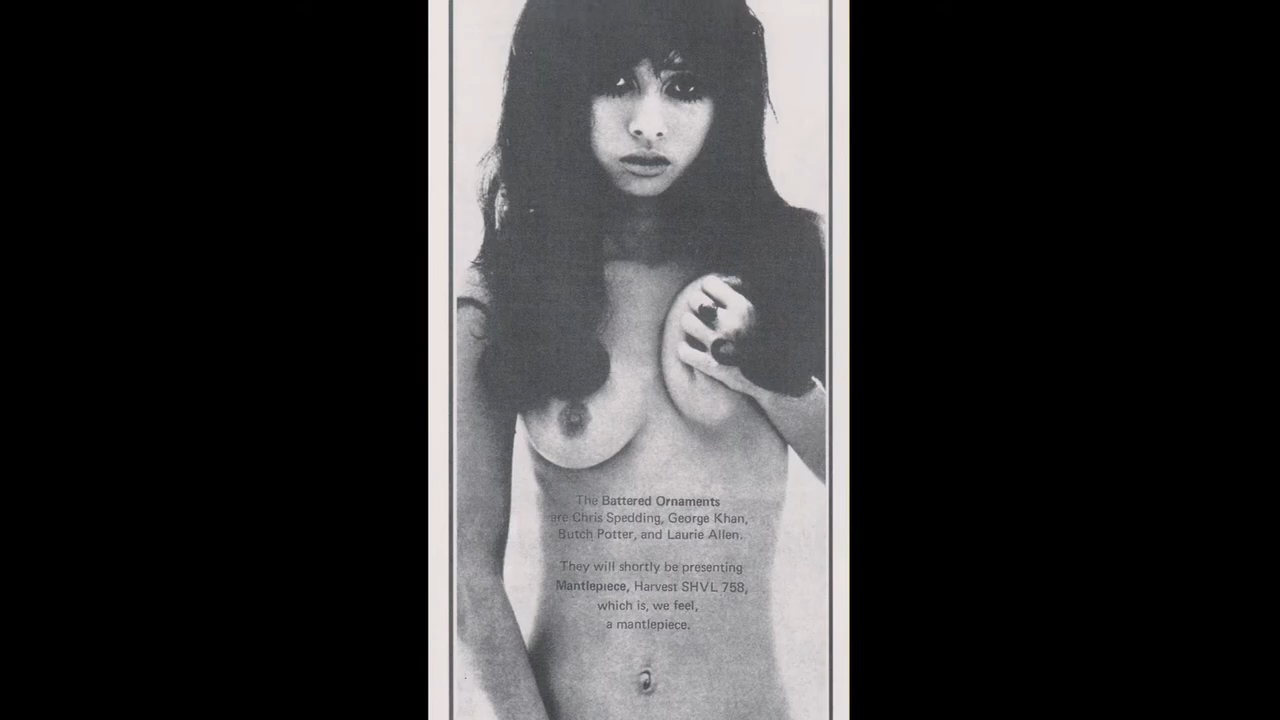 The Battered Ornaments
are Chris Spedding, George Khan,
Butch Potter, and Laurie Allen.
They will shortly be presenting
Mantlepiece, Harvest SHVL 758,
which is, we feel,
a mantlepiece.